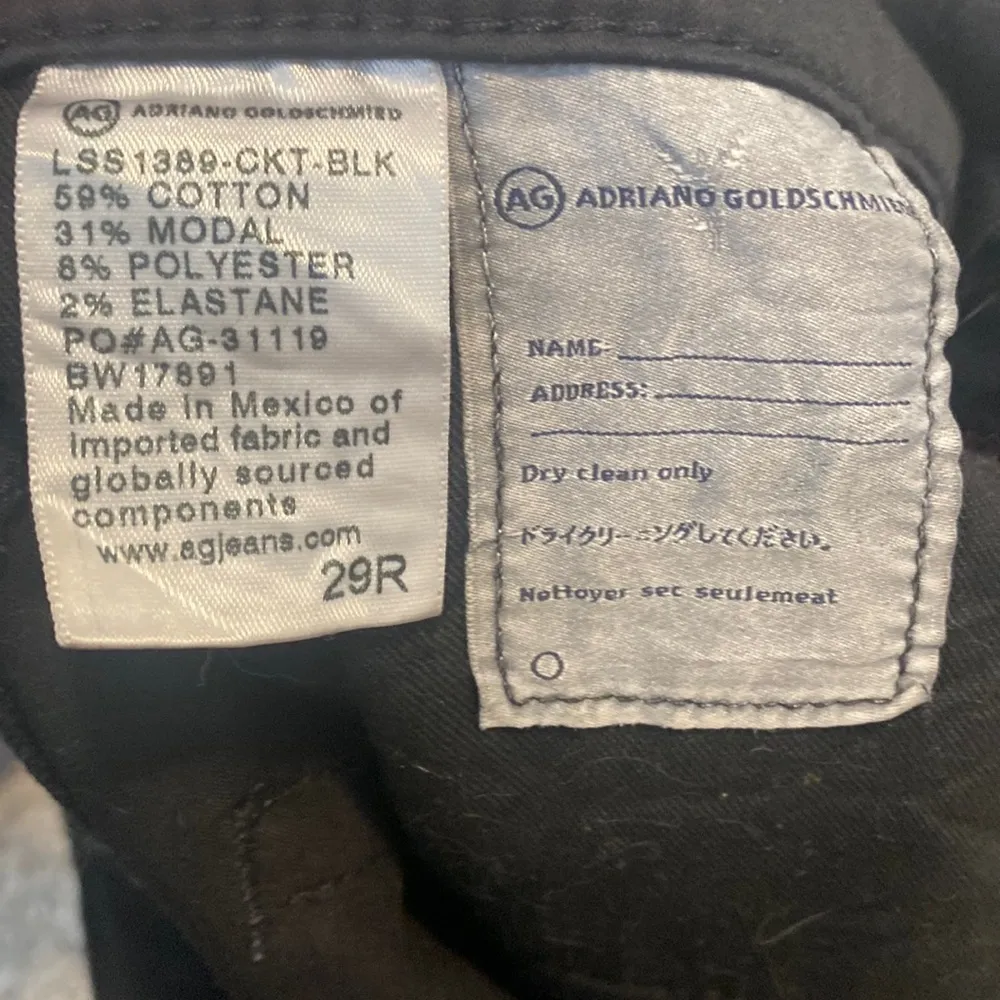 AG ADRIANO GOLDSCHMIED
LSS1389-CKT-BLK
59% COTTON
31% MODAL
8% POLYESTER
2% ELASTANE
PO#AG-31119
BW17891
Made in Mexico of
imported fabric and
globally sourced
components
www.agjeans.com
29R
AG ADRIANO GOLDSCHMIED
NAME:
ADDRESS:
Dry clean only
ドライクリーニングしてください。
Nettoyer sec seulemeat